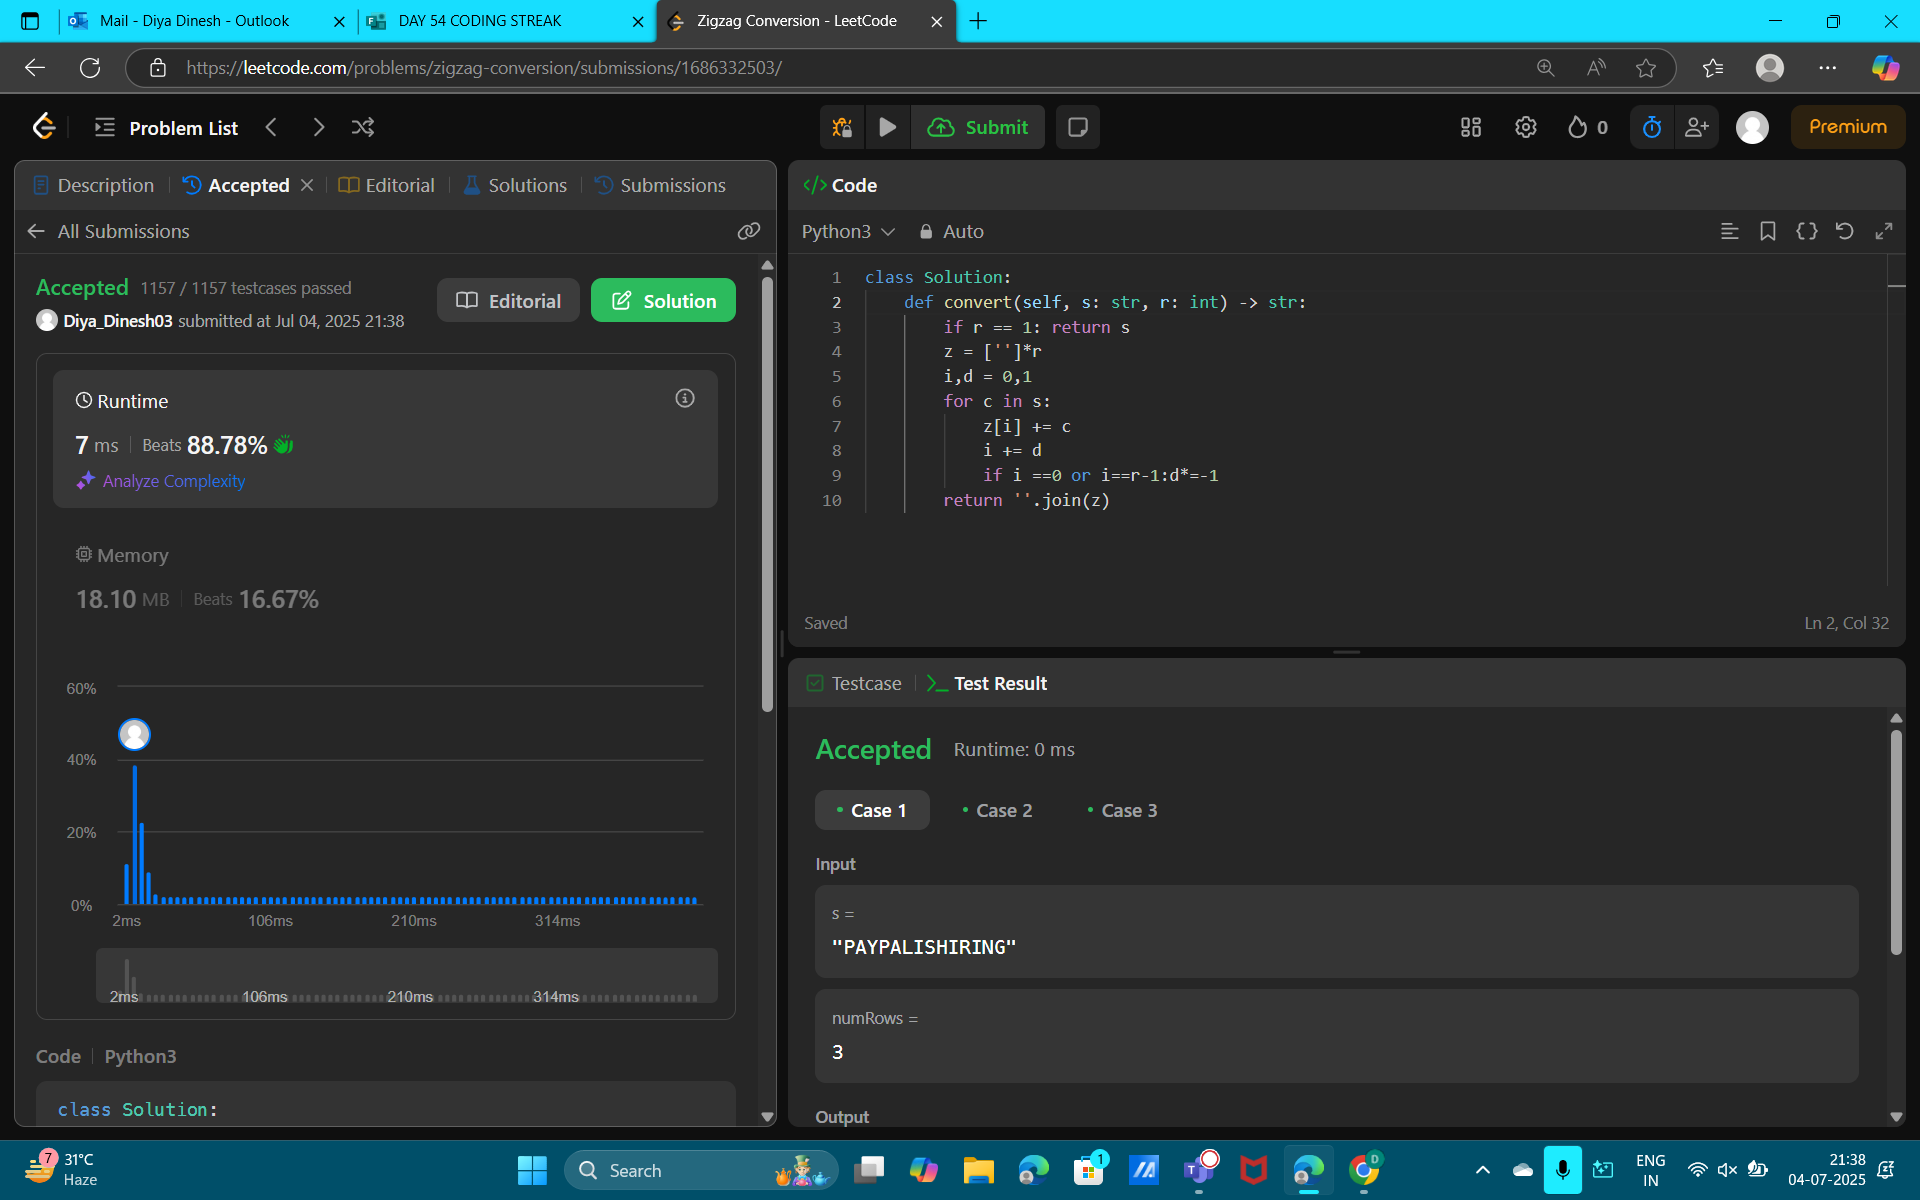 Mail - Diya Dinesh - Outlook
DAY 54 CODING STREAK
Zigzag Conversion - LeetCode
https://leetcode.com/problems/zigzag-conversion/submissions/1686332503/
Problem List
Submit
0
Premium
Description
Accepted
Editorial
Solutions
Submissions
All Submissions
Accepted 1157 / 1157 testcases passed
Diya_Dinesh03 submitted at Jul 04, 2025 21:38
Editorial
Solution
Runtime
7 ms Beats 88.78%
Analyze Complexity
Memory
18.10 MB Beats 16.67%
60%
40%
20%
0%
2ms 106ms 210ms 314ms
2ms 106ms 210ms 314ms
Code Python3
class Solution:
</> Code
Python3 Auto
1 class Solution:
2     def convert(self, s: str, r: int) -> str:
3         if r == 1: return s
4         z = ['']*r
5         i,d = 0,1
6         for c in s:
7             z[i] += c
8             i += d
9             if i ==0 or i==r-1:d*=-1
10         return ''.join(z)
Saved
Ln 2, Col 32
Testcase
Test Result
Accepted Runtime: 0 ms
Case 1 Case 2 Case 3
Input
s =
"PAYPALISHIRING"
numRows =
3
Output
7
31°C
Haze
Search
1
T
D
ENG
IN
21:38
04-07-2025